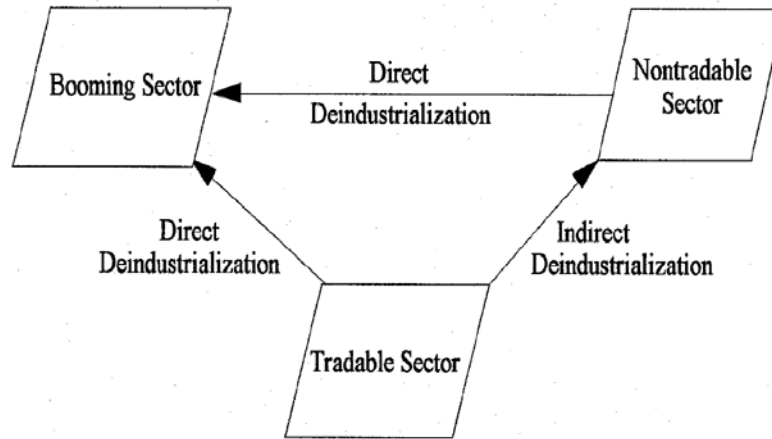 Booming Sector
Direct
Deindustrialization
Nontradable
Sector
Direct
Deindustrialization
Indirect
Deindustrialization
Tradable Sector